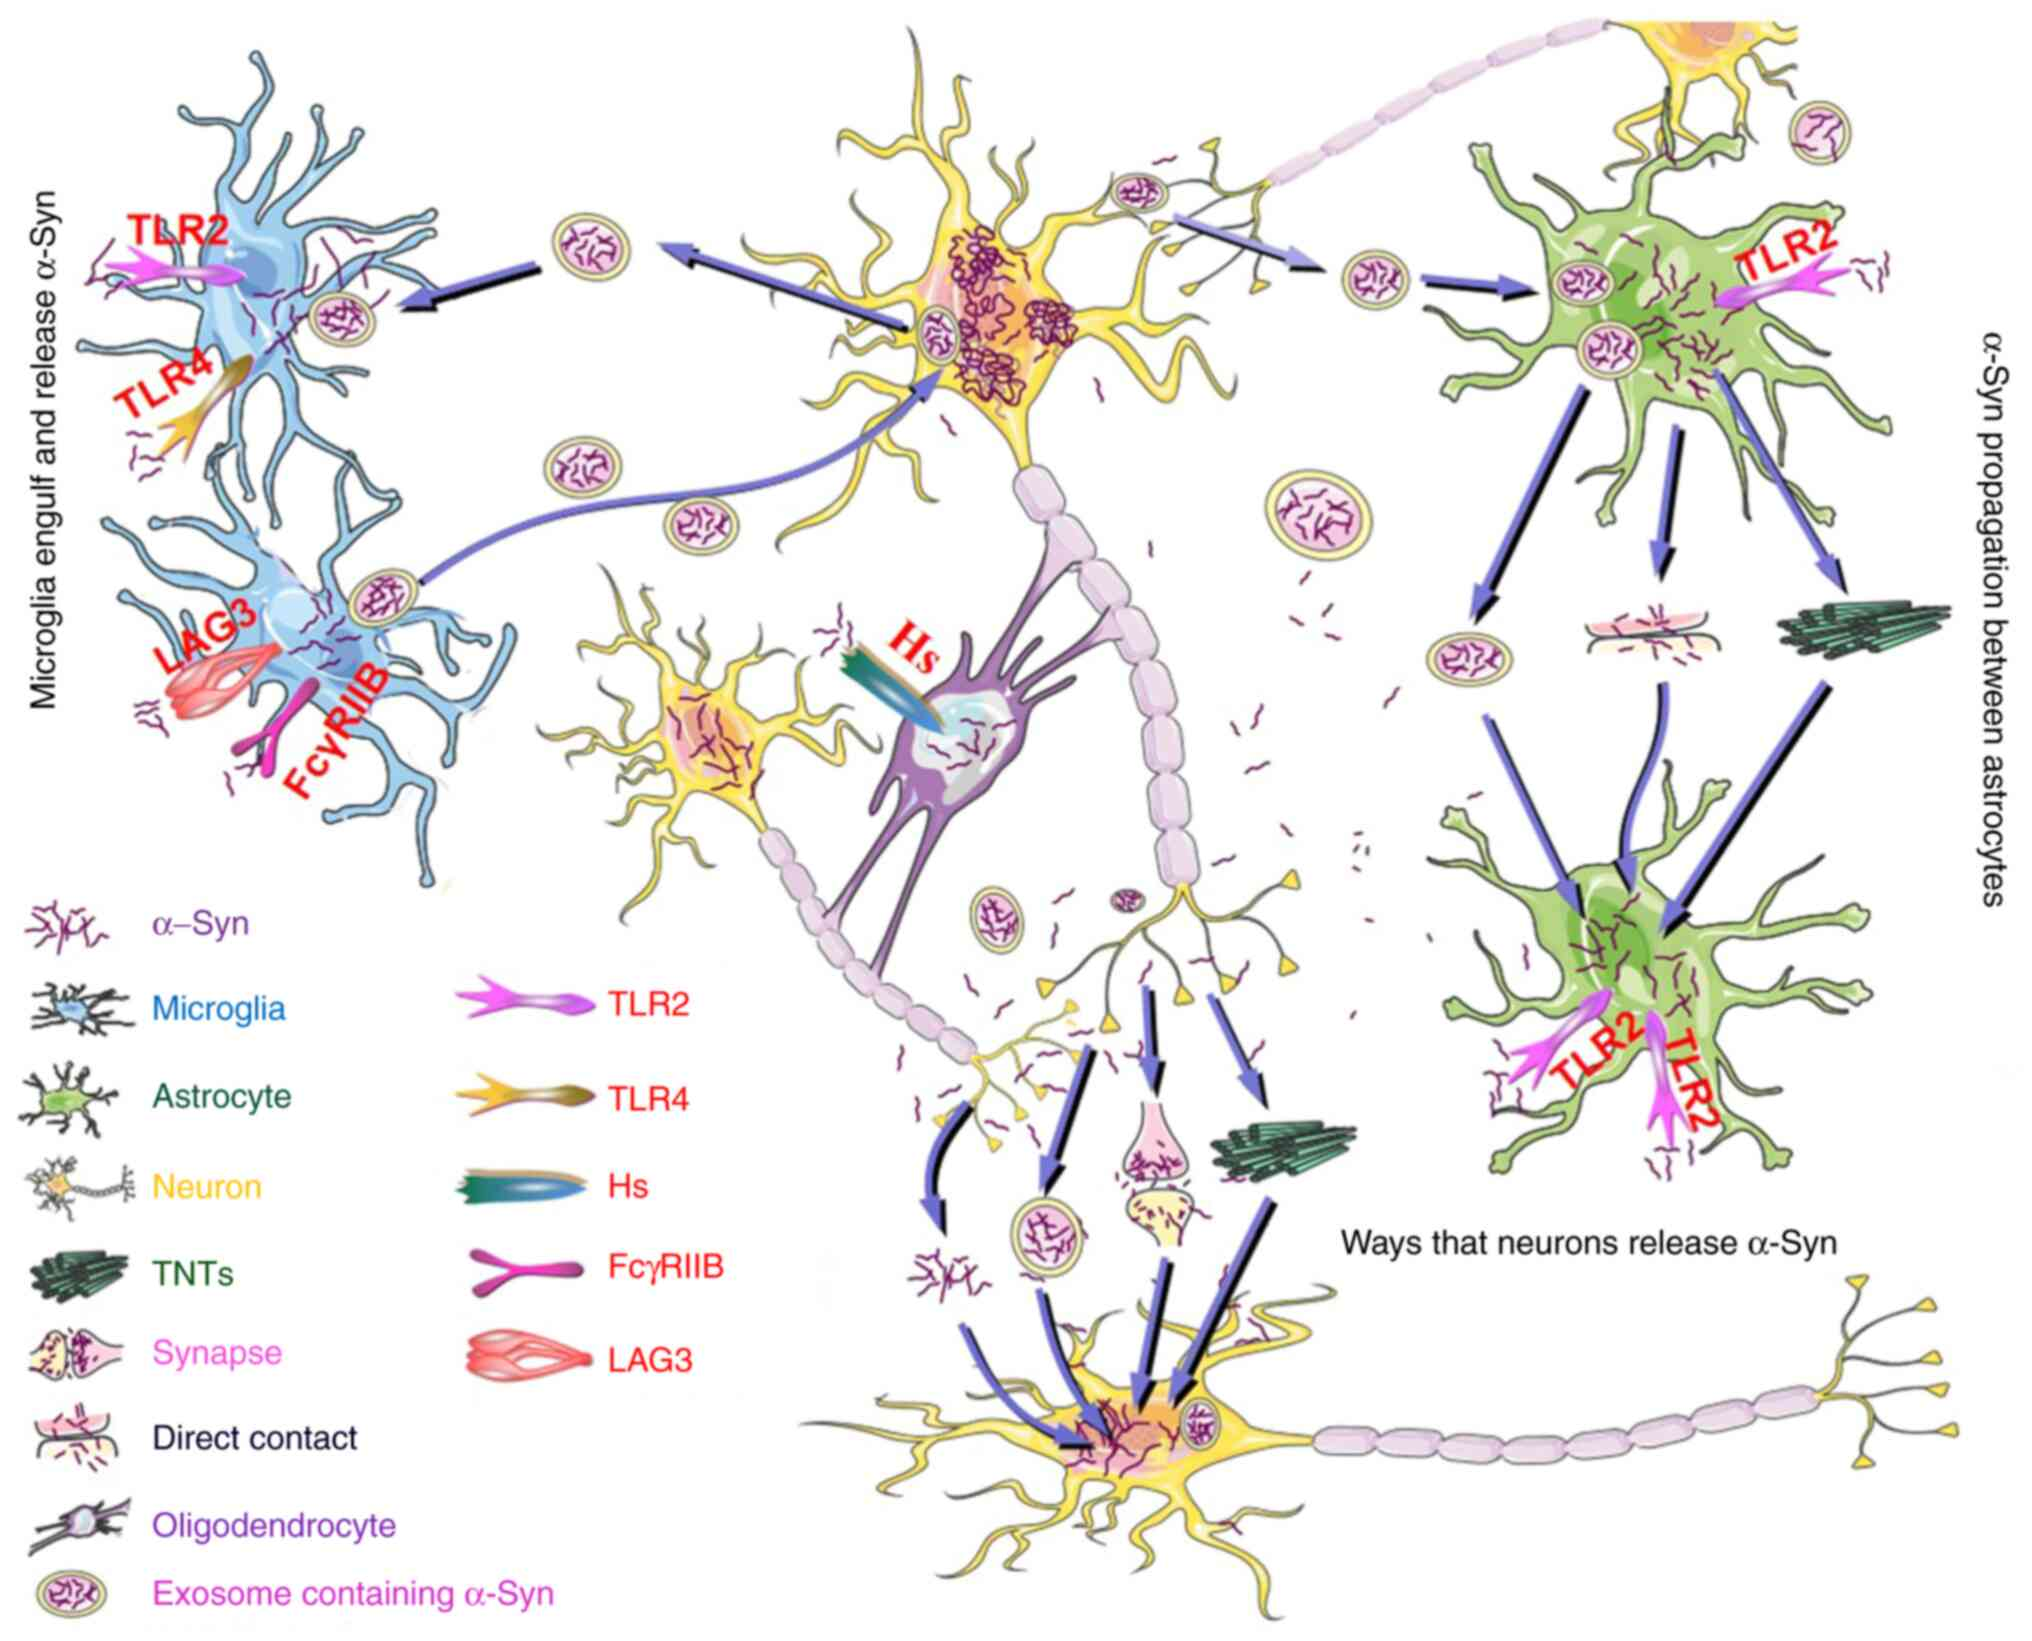 Microglia engulf and release α-Syn
TLR2
TLR4
LAG3
FcγRIIB
Hs
TLR2
α-Syn propagation between astrocytes
TLR2
TLR2
Ways that neurons release α-Syn
α–Syn
Microglia
Astrocyte
Neuron
TNTs
Synapse
Direct contact
Oligodendrocyte
Exosome containing α-Syn
TLR2
TLR4
Hs
FcγRIIB
LAG3